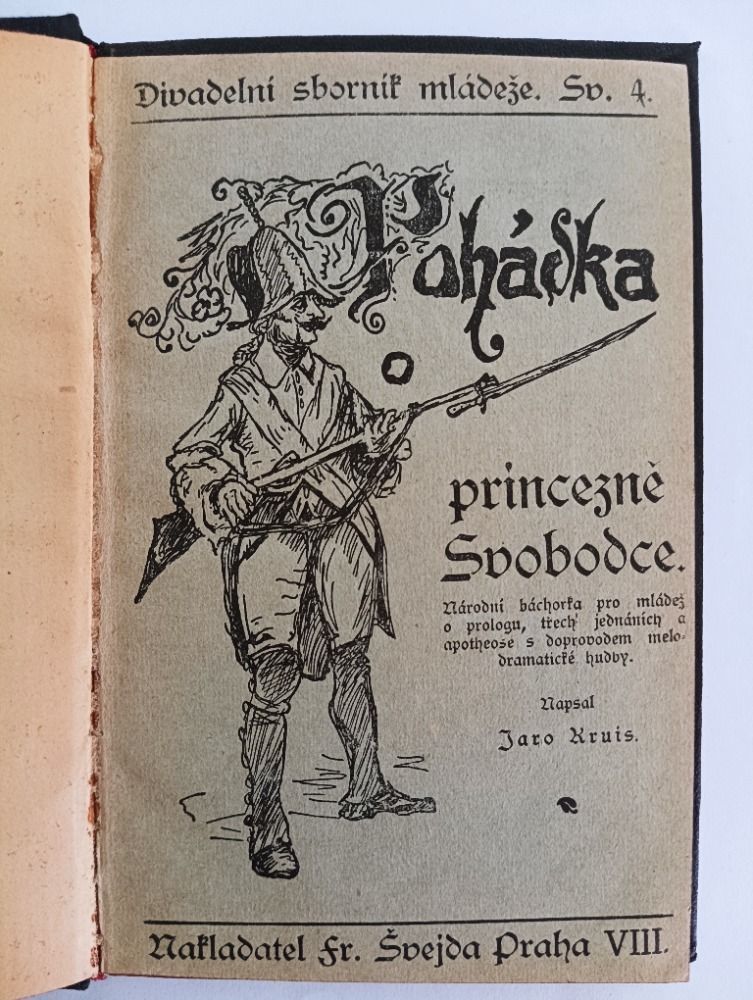 Divadelní sborník mládeže. Sv. 4.
Pohádka
o
princezně
Svobodce.
Národní báchorka pro mládež
o prologu, třech jednáních a
apotheose s doprovodem melo-
dramatické hudby.
Napsal
Jaro Kruis.
Nakladatel Fr. Švejda Praha VIII.